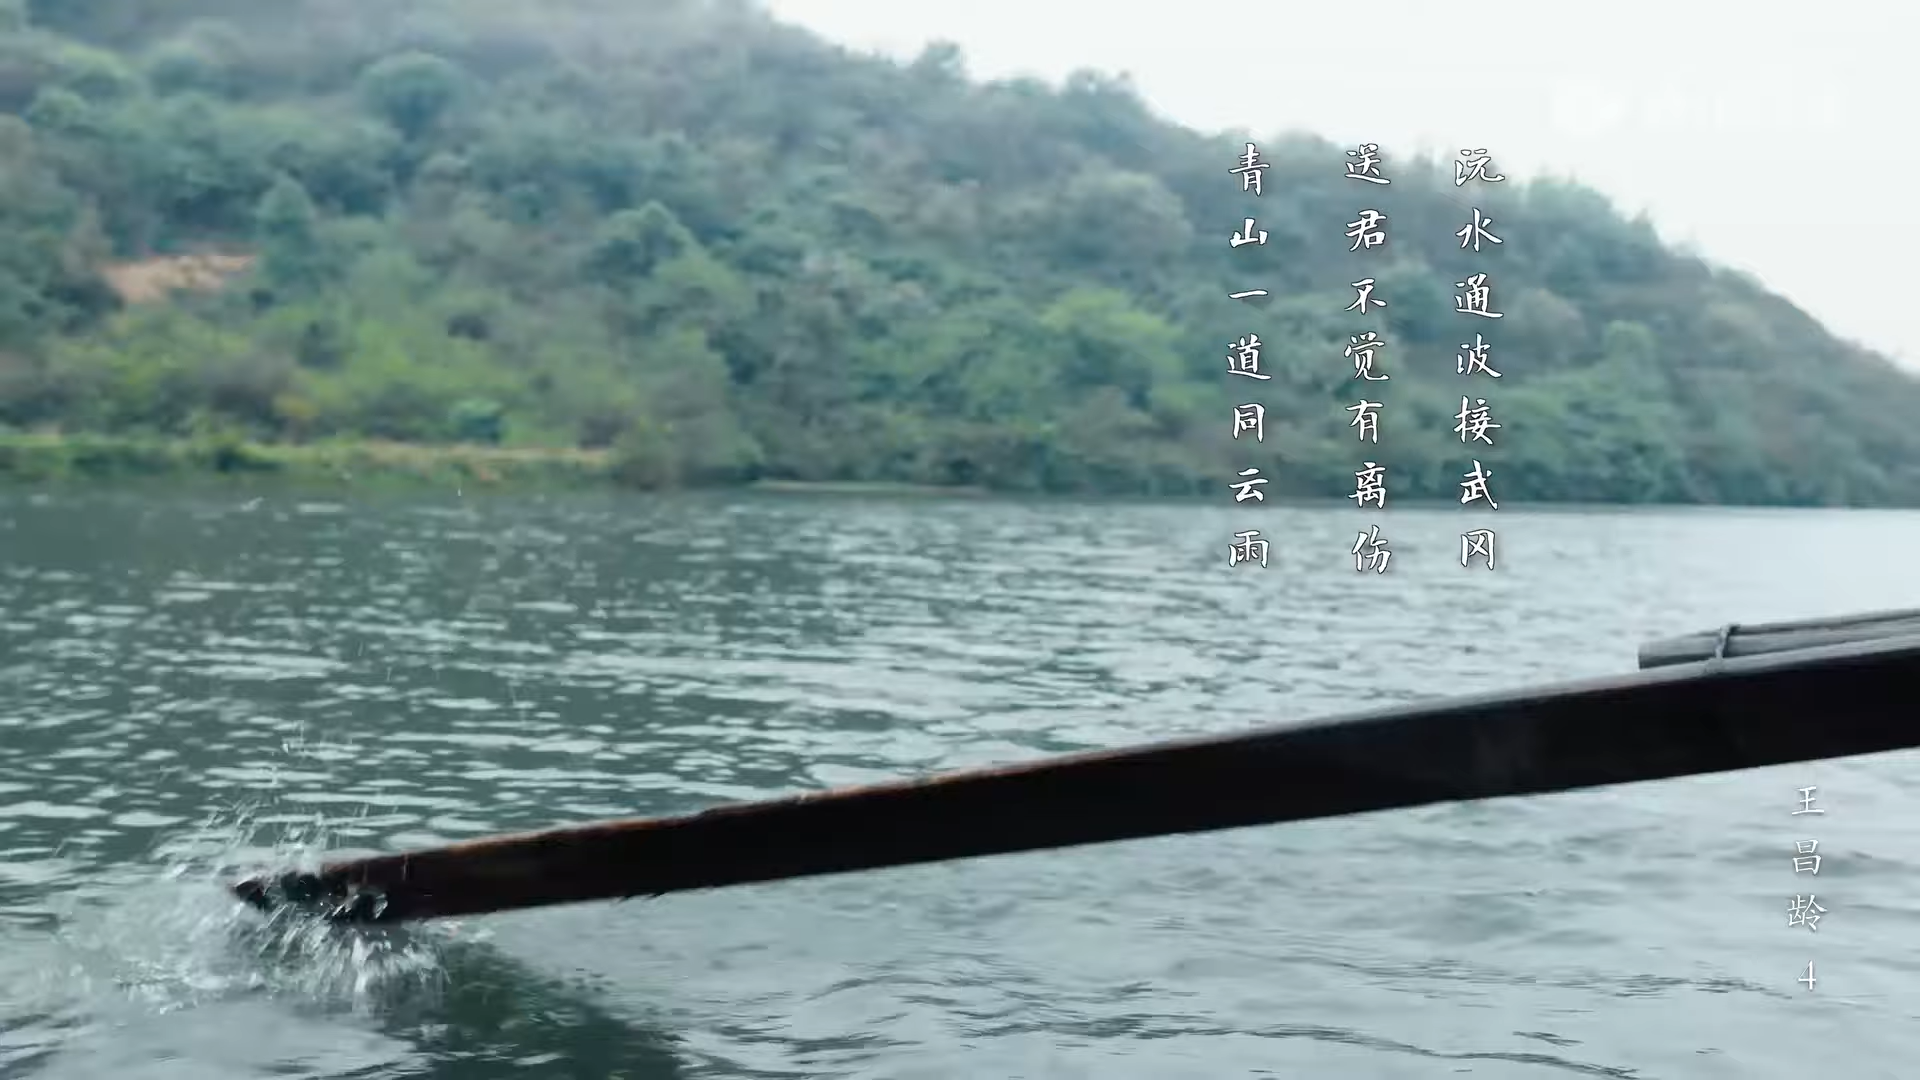 沅水通波接武冈
送君不觉有离伤
青山一道同云雨
王昌龄 4